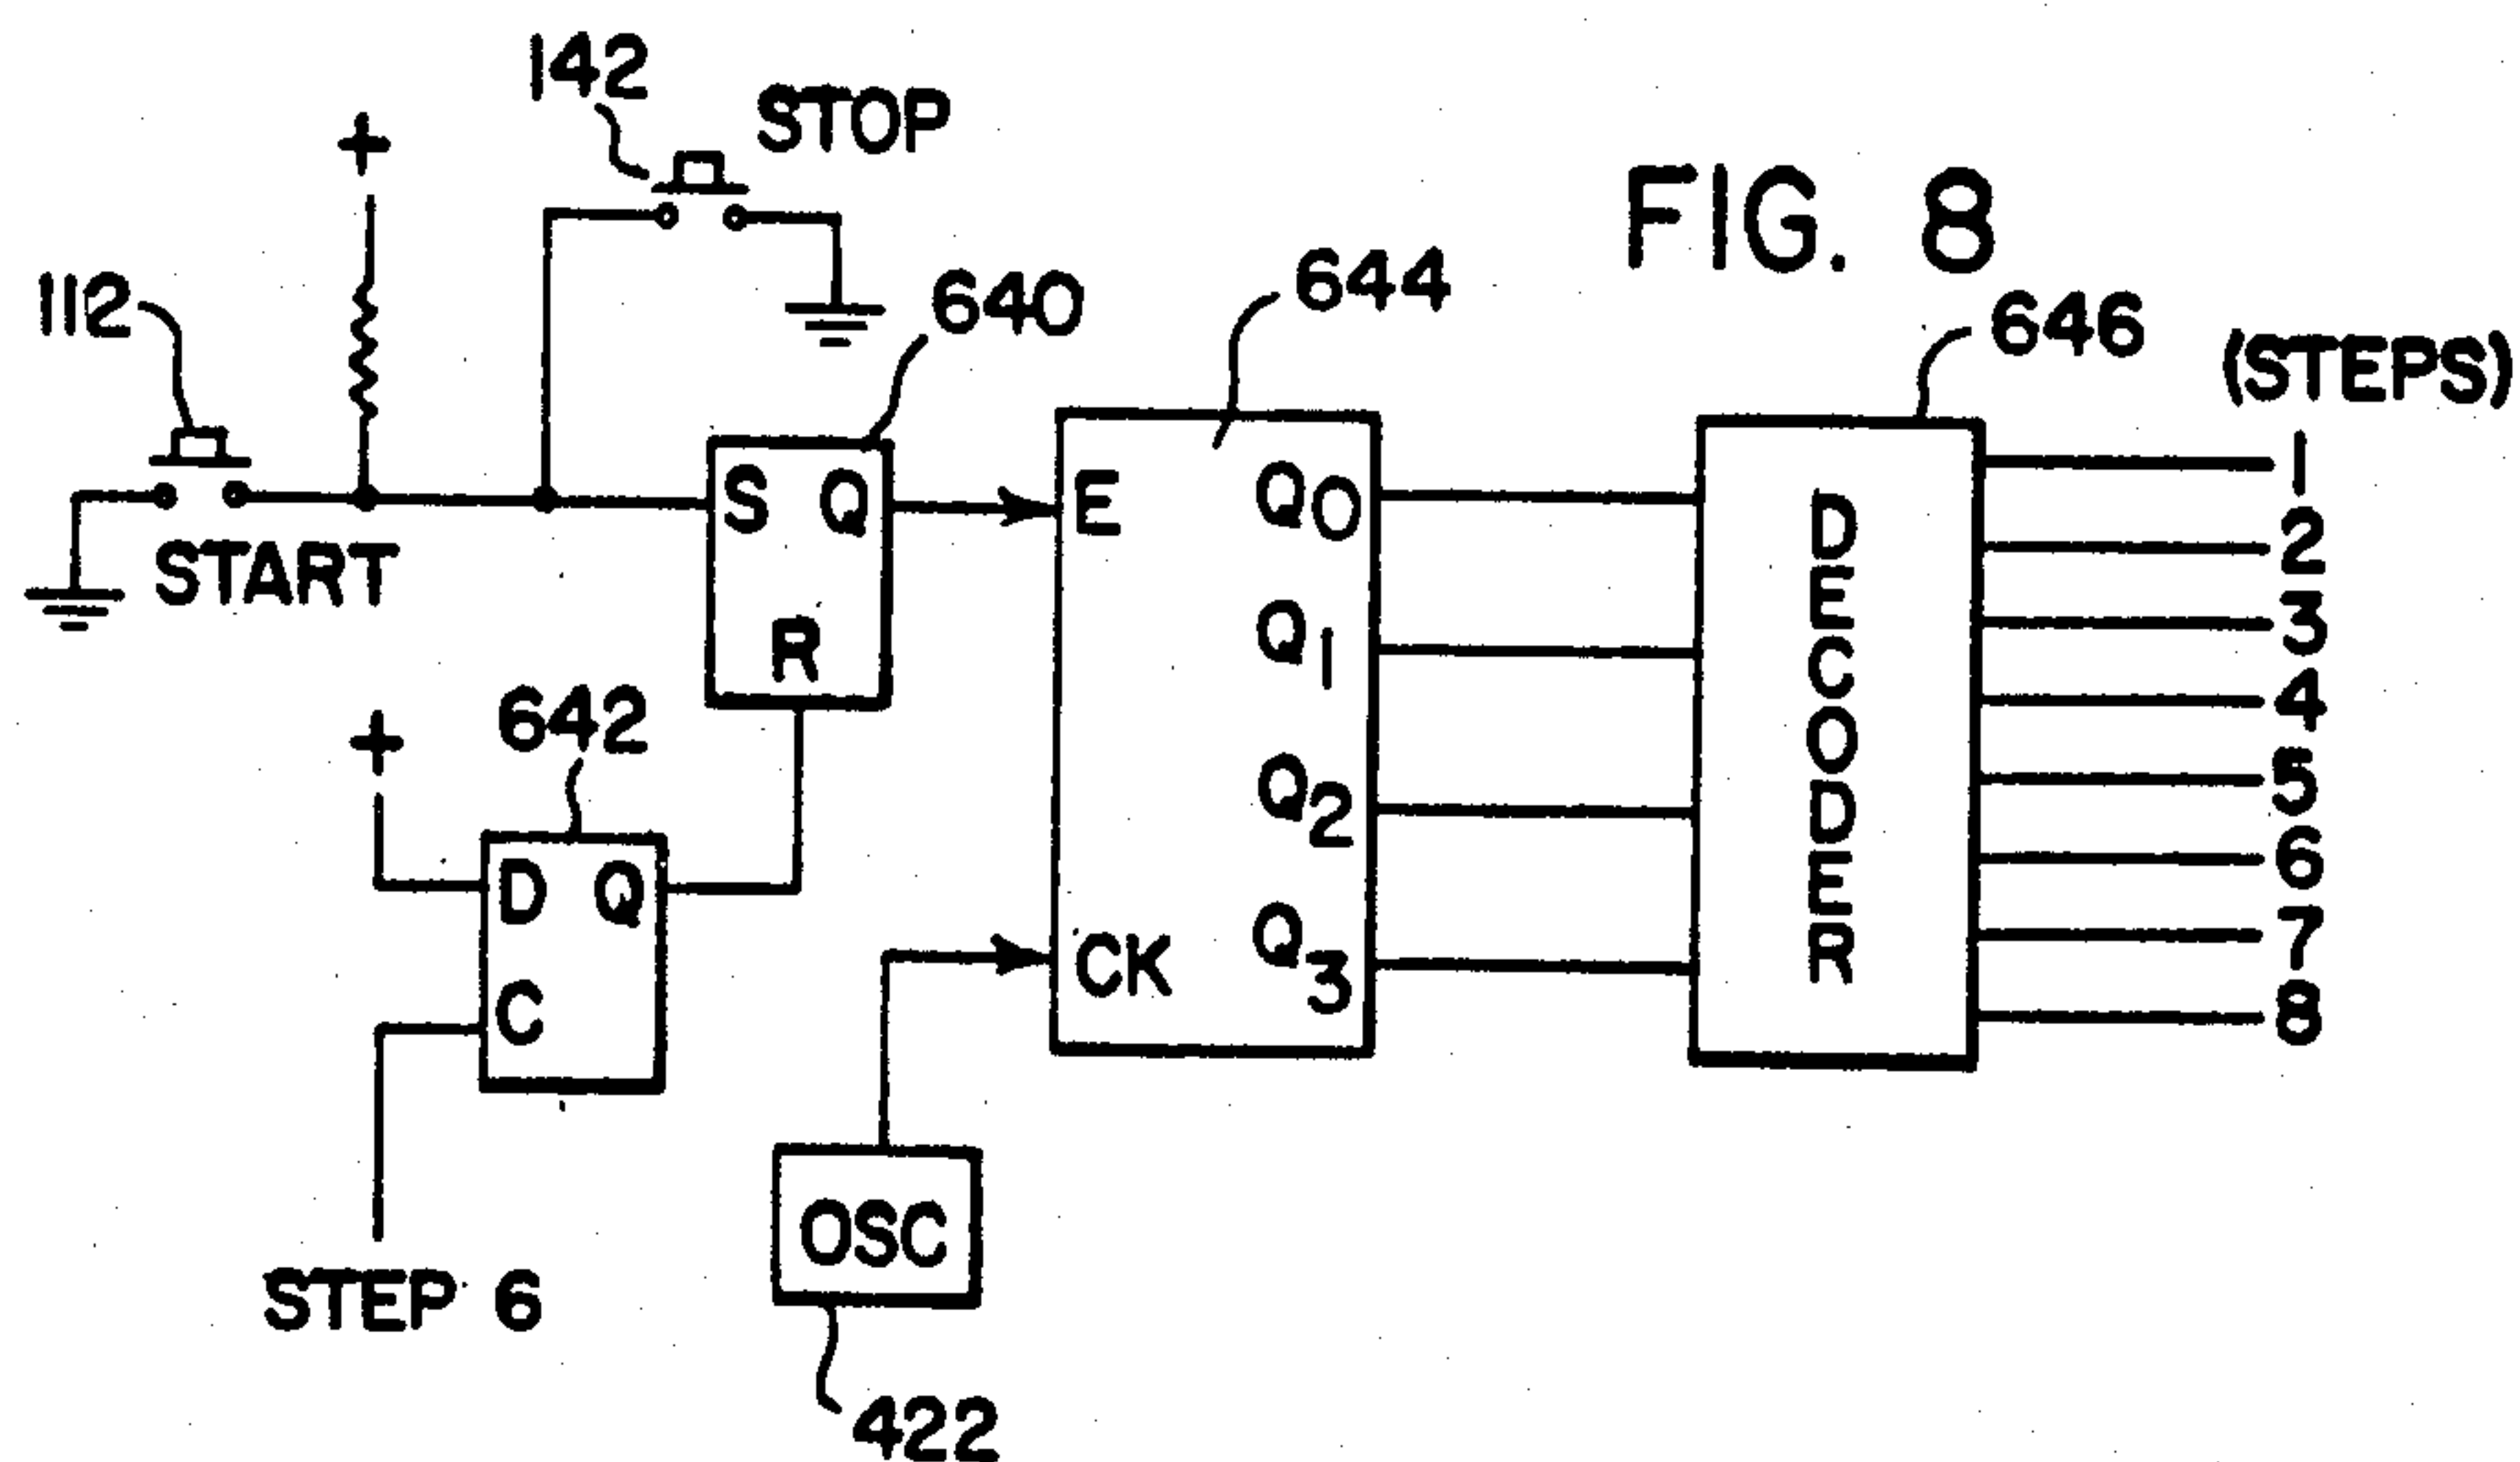 142
STOP
+
FIG. 8
112
640
644
646
(STEPS)
START
S Q
R
E
CK
Q0
Q1
Q2
Q3
DECODER
1
2
3
4
5
6
7
8
+
642
D Q
C
STEP 6
OSC
422